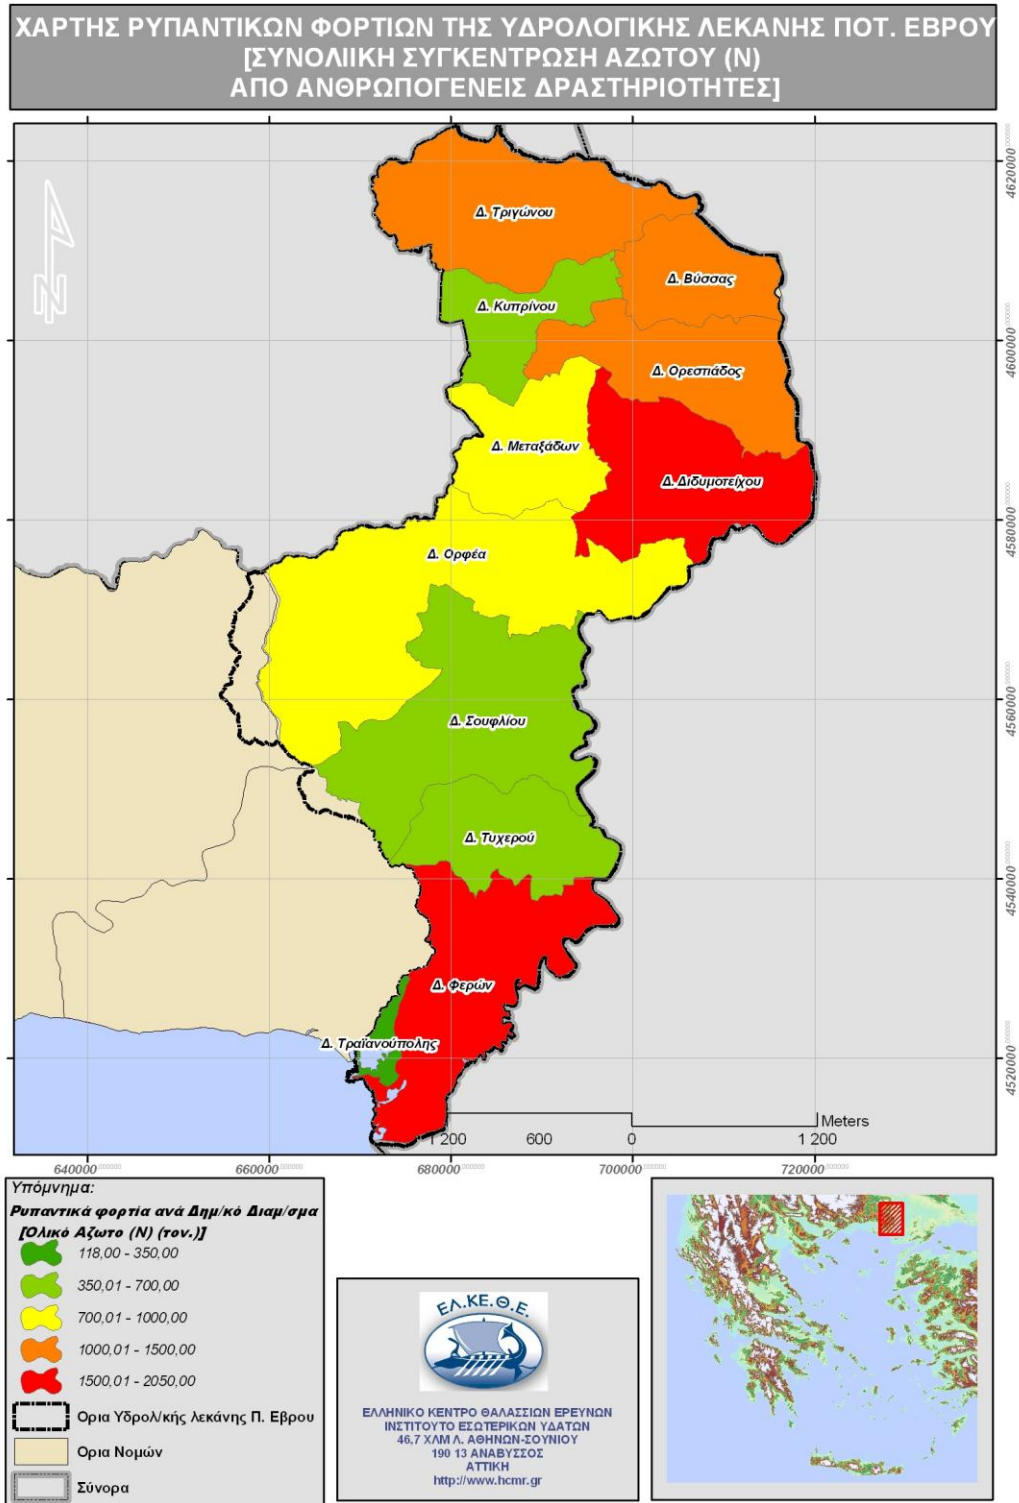 ΧΑΡΤΗΣ ΡΥΠΑΝΤΙΚΩΝ ΦΟΡΤΙΩΝ ΤΗΣ ΥΔΡΟΛΟΓΙΚΗΣ ΛΕΚΑΝΗΣ ΠΟΤ. ΕΒΡΟΥ
[ΣΥΝΟΛΙΙΚΗ ΣΥΓΚΕΝΤΡΩΣΗ ΑΖΩΤΟΥ (Ν)
ΑΠΟ ΑΝΘΡΩΠΟΓΕΝΕΙΣ ΔΡΑΣΤΗΡΙΟΤΗΤΕΣ]
Δ. Τριγώνου
Δ. Βύσσας
Δ. Κυπρίνου
Δ. Ορεστιάδος
Δ. Μεταξάδων
Δ. Διδυμοτείχου
Δ. Ορφέα
Δ. Σουφλίου
Δ. Τυχερού
Δ. Φερών
Δ. Τραϊανούπολης
4620000
4600000
4580000
4560000
4540000
4520000
Meters
1 200 600 0 1 200
640000 660000 680000 700000 720000
Υπόμνημα:
Ρυπαντικά φορτία ανά Δημ/κό Διαμ/σμα
[Ολικό Άζωτο (Ν) (τον.)]
118,00 - 350,00
350,01 - 700,00
700,01 - 1000,00
1000,01 - 1500,00
1500,01 - 2050,00
Ορια Υδρολ/κής λεκάνης Π. Εβρου
Ορια Νομών
Σύνορα
ΕΛ.ΚΕ.Θ.Ε.
ΕΛΛΗΝΙΚΟ ΚΕΝΤΡΟ ΘΑΛΑΣΣΙΩΝ ΕΡΕΥΝΩΝ
ΙΝΣΤΙΤΟΥΤΟ ΕΣΩΤΕΡΙΚΩΝ ΥΔΑΤΩΝ
46,7 ΧΛΜ Λ. ΑΘΗΝΩΝ-ΣΟΥΝΙΟΥ
190 13 ΑΝΑΒΥΣΣΟΣ
ΑΤΤΙΚΗ
http://www.hcmr.gr